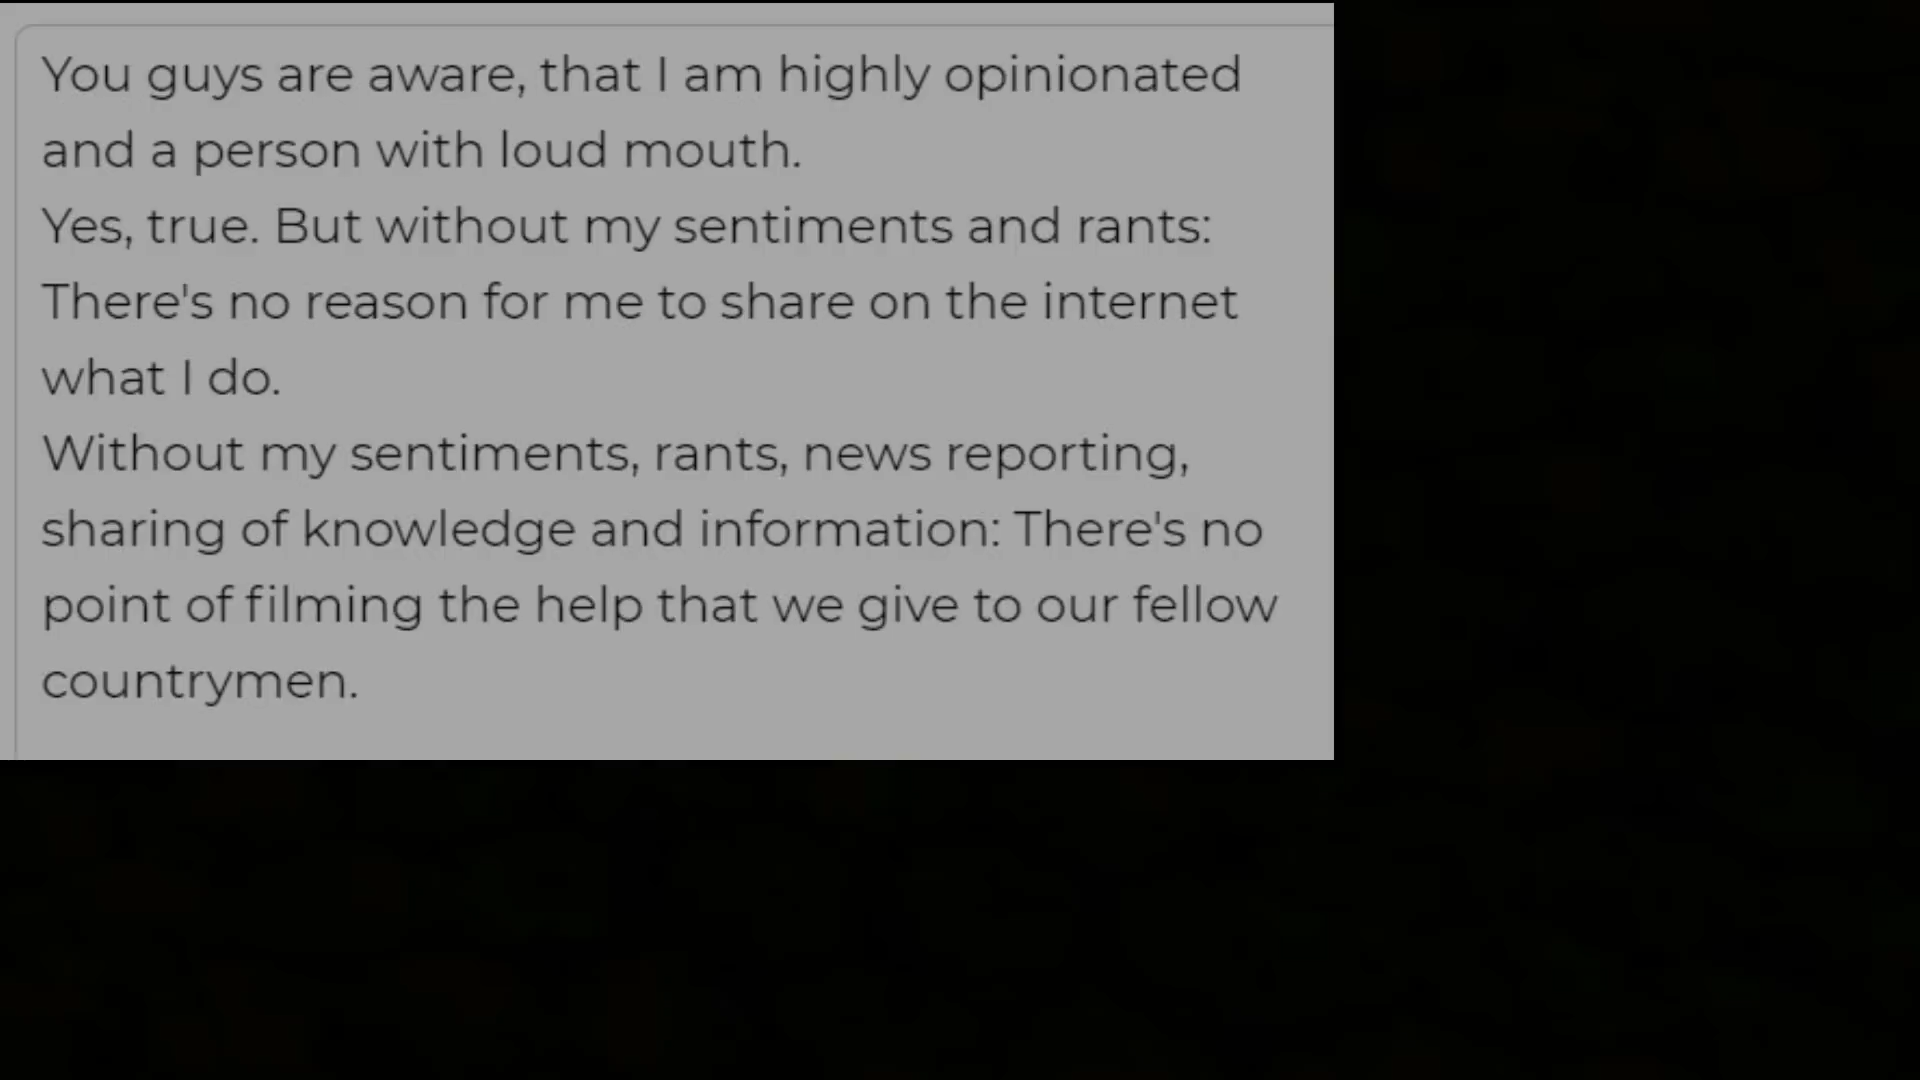 You guys are aware, that I am highly opinionated
and a person with loud mouth.
Yes, true. But without my sentiments and rants:
There's no reason for me to share on the internet
what I do.
Without my sentiments, rants, news reporting,
sharing of knowledge and information: There's no
point of filming the help that we give to our fellow
countrymen.